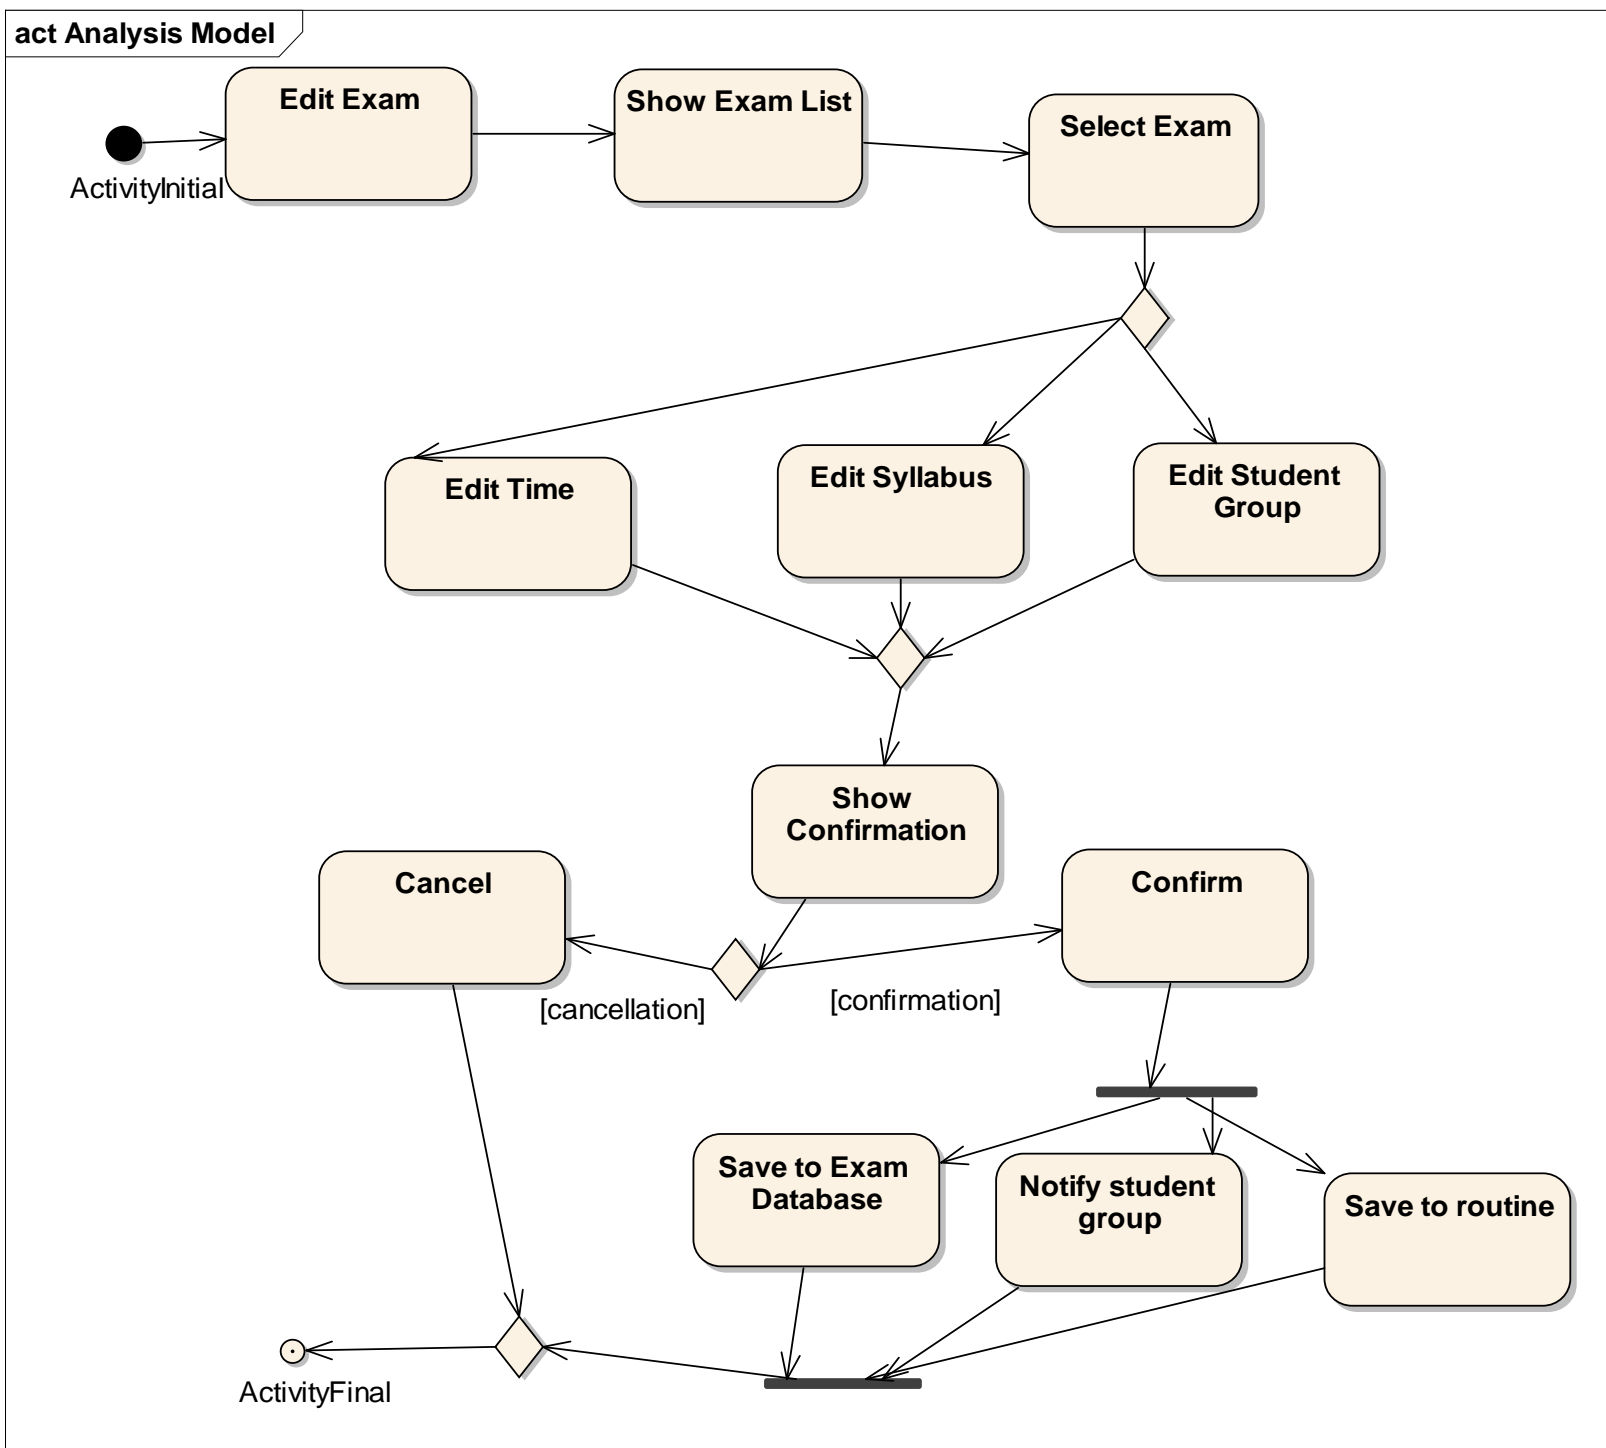 act Analysis Model
Edit Exam
Show Exam List
Select Exam
ActivityInitial
Edit Time
Edit Syllabus
Edit Student
Group
Show
Confirmation
Cancel
Confirm
[cancellation]
[confirmation]
Save to Exam
Database
Notify student
group
Save to routine
ActivityFinal